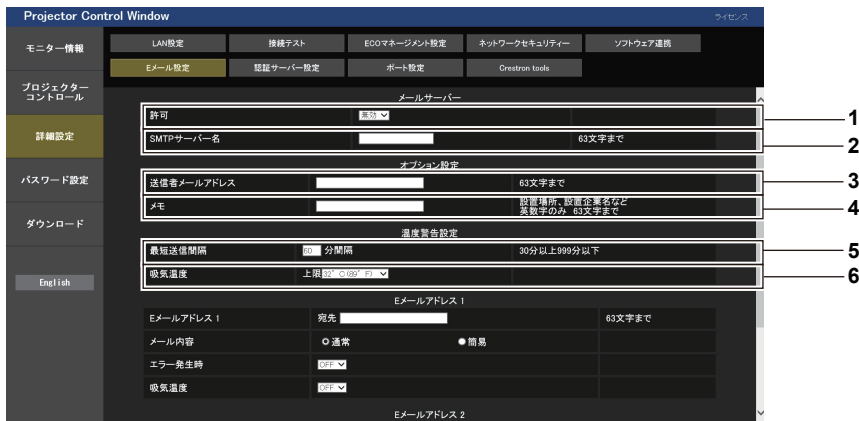 Projector Control Window
ライセンス
モニター情報
プロジェクター
コントロール
詳細設定
パスワード設定
ダウンロード
English
LAN設定
接続テスト
ECOマネージメント設定
ネットワークセキュリティー
ソフトウェア連携
Eメール設定
認証サーバー設定
ポート設定
Crestron tools
メールサーバー
許可 無効 1
SMTPサーバー名 63文字まで 2
オプション設定
送信者メールアドレス 63文字まで 3
メモ 設置場所、設置企業名など
英数字のみ 63文字まで 4
温度警告設定
最短送信間隔 60 分間隔 30分以上999分以下 5
吸気温度 上限 32°C(89°F) 6
Eメールアドレス 1
Eメールアドレス 1 宛先 63文字まで
メール内容 通常 簡易
エラー発生時 OFF
吸気温度 OFF
Eメールアドレス 2